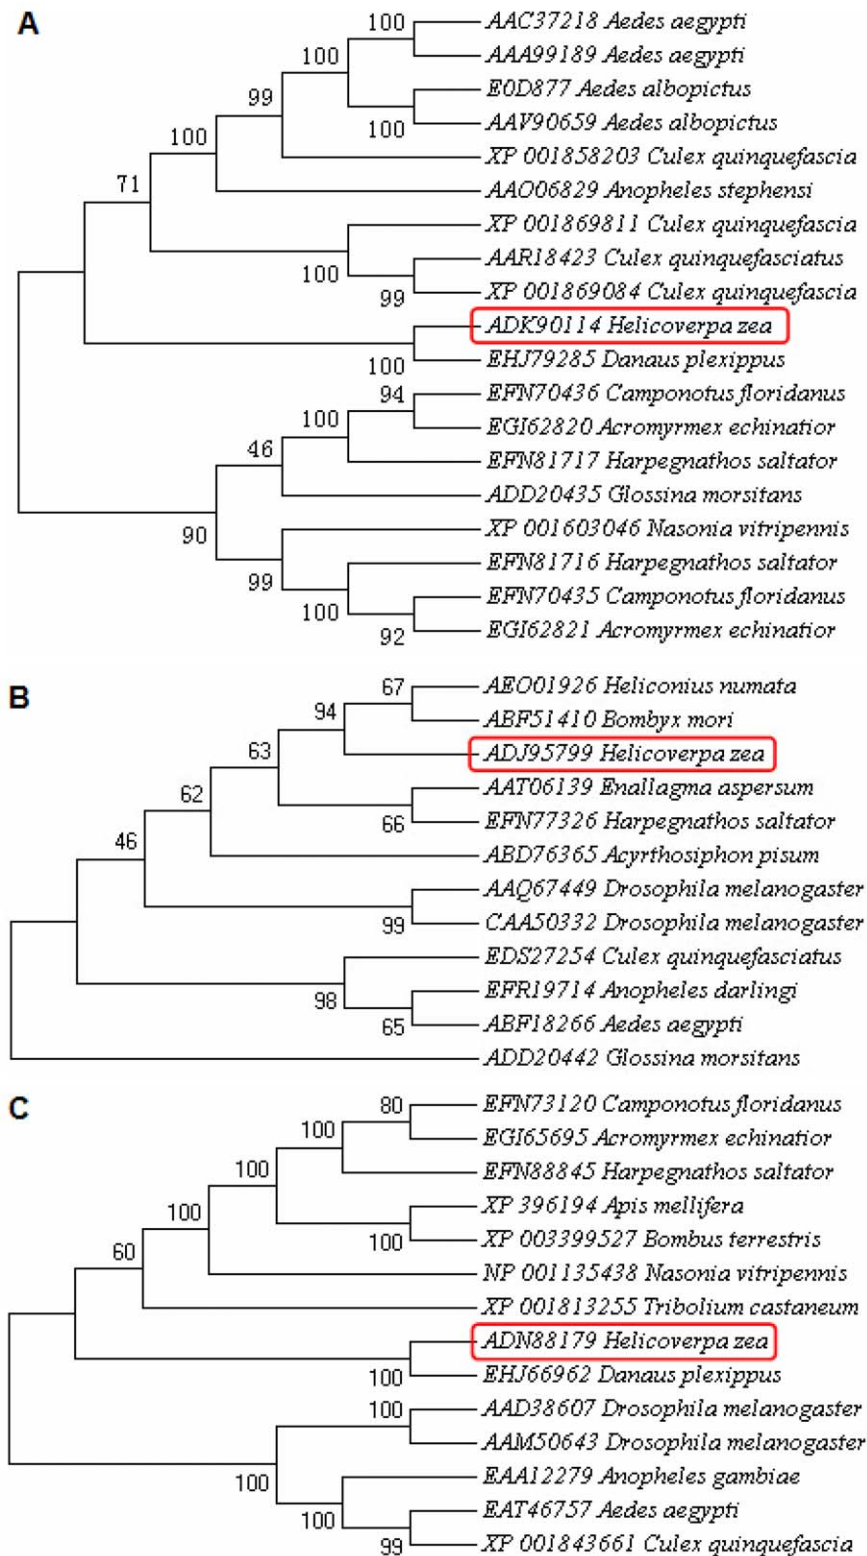 A
100 AAC37218 Aedes aegypti
100 AAA99189 Aedes aegypti
99 E0D877 Aedes albopictus
100 AAV90659 Aedes albopictus
100 XP 001858203 Culex quinquefascia
71 AAO06829 Anopheles stephensi
XP 001869811 Culex quinquefascia
100 AAR18423 Culex quinquefasciatus
99 XP 001869084 Culex quinquefascia
ADK90114 Helicoverpa zea
100 EHJ79285 Danaus plexippus
94 EFN70436 Camponotus floridanus
100 EGI62820 Acromyrmex echinatior
46 EFN81717 Harpegnathos saltator
ADD20435 Glossina morsitans
90 XP 001603046 Nasonia vitripennis
99 EFN81716 Harpegnathos saltator
100 EFN70435 Camponotus floridanus
92 EGI62821 Acromyrmex echinatior
B
67 AEO01926 Heliconius numata
94 ABF51410 Bombyx mori
63 ADJ95799 Helicoverpa zea
62 AAT06139 Enallagma aspersum
66 EFN77326 Harpegnathos saltator
46 ABD76365 Acyrthosiphon pisum
AAQ67449 Drosophila melanogaster
99 CAA50332 Drosophila melanogaster
EDS27254 Culex quinquefasciatus
98 EFR19714 Anopheles darlingi
65 ABF18266 Aedes aegypti
ADD20442 Glossina morsitans
C
80 EFN73120 Camponotus floridanus
100 EGI65695 Acromyrmex echinatior
100 EFN88845 Harpegnathos saltator
100 XP 396194 Apis mellifera
100 XP 003399527 Bombus terrestris
60 NP 001135438 Nasonia vitripennis
XP 001813255 Tribolium castaneum
ADN88179 Helicoverpa zea
100 EHJ66962 Danaus plexippus
100 AAD38607 Drosophila melanogaster
AAM50643 Drosophila melanogaster
100 EAA12279 Anopheles gambiae
100 EAT46757 Aedes aegypti
99 XP 001843661 Culex quinquefascia